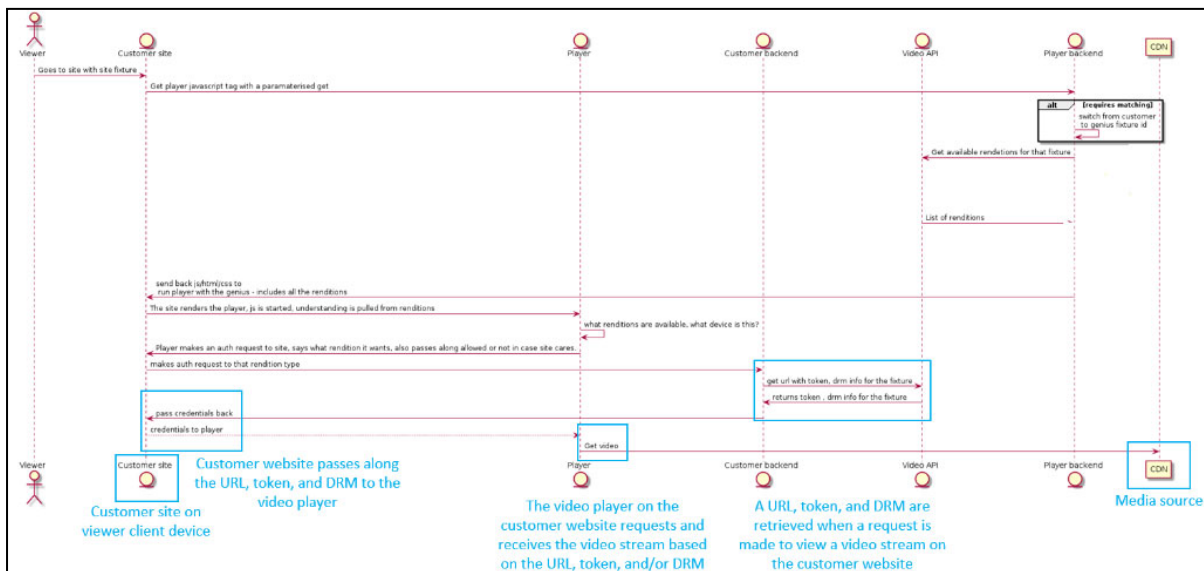 Viewer
Customer site
Player
Customer backend
Video API
Player backend
CDN
Goes to site with site fixture
Get player javascript tag with a paramaterised get
alt [requires matching]
switch from customer
to genius fixture id
Get available rendetions for that fixture
List of renditions
send back js/html/css to
run player with the genius - includes all the renditions
The site renders the player, js is started, understanding is pulled from renditions
what renditions are available, what device is this?
Player makes an auth request to site, says what rendition it wants, also passes along allowed or not in case site cares.
makes auth request to that rendition type
get url with token, drm info for the fixture
returns token , drm info for the fixture
pass credentials back
credentials to player
Get video
Viewer
Customer site
Player
Customer backend
Video API
Player backend
CDN
Customer site on
viewer client device
Customer website passes along
the URL, token, and DRM to the
video player
The video player on the
customer website requests and
receives the video stream based
on the URL, token, and/or DRM
A URL, token, and DRM are
retrieved when a request is
made to view a video stream on
the customer website
Media source